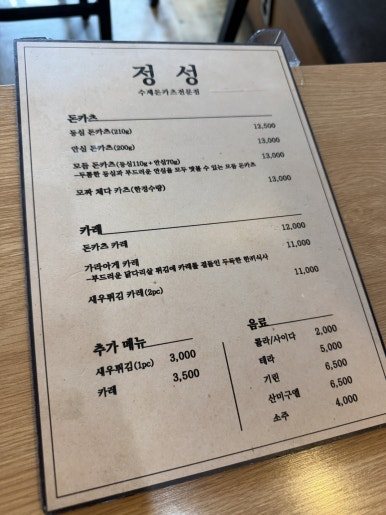 정성
수제돈카츠전문점
돈카츠
등심 돈카츠(210g) 12,500
안심 돈카츠(200g) 13,000
모듬 돈카츠(등심110g+안심70g) 13,000
-두툼한 등심과 부드러운 안심을 모두 맛볼 수 있는 모듬 돈카츠
모짜 체다 카츠(한정수량) 13,000
카레
돈카츠 카레 12,000
가라아게 카레 11,000
-부드러운 닭다리살 튀김에 카레를 곁들인 두둑한 한끼식사
새우튀김 카레(2pc) 11,000
추가 메뉴
새우튀김(1pc) 3,000
카레 3,500
음료
콜라/사이다 2,000
테라 5,000
기린 6,500
산미구엘 6,500
소주 4,000